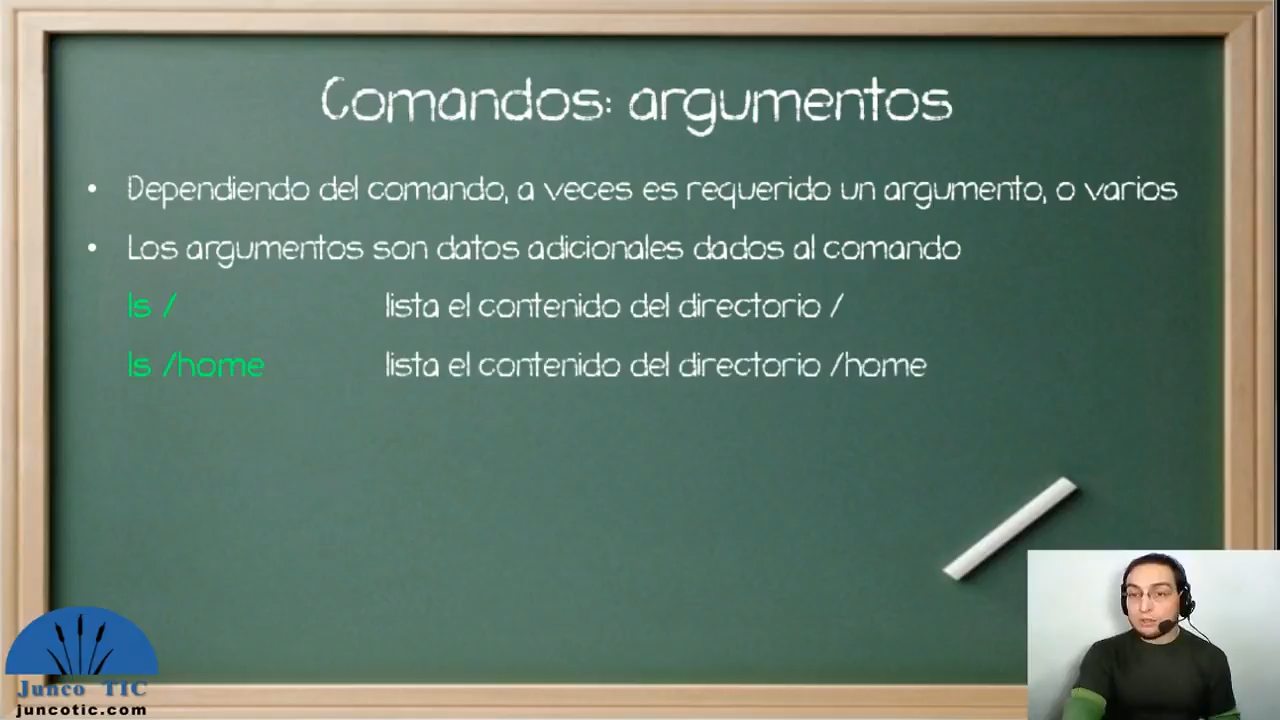 Comandos: argumentos
• Dependiendo del comando, a veces es requerido un argumento, o varios
• Los argumentos son datos adicionales dados al comando
ls / lista el contenido del directorio /
ls /home lista el contenido del directorio /home
Junco TIC
juncotic.com